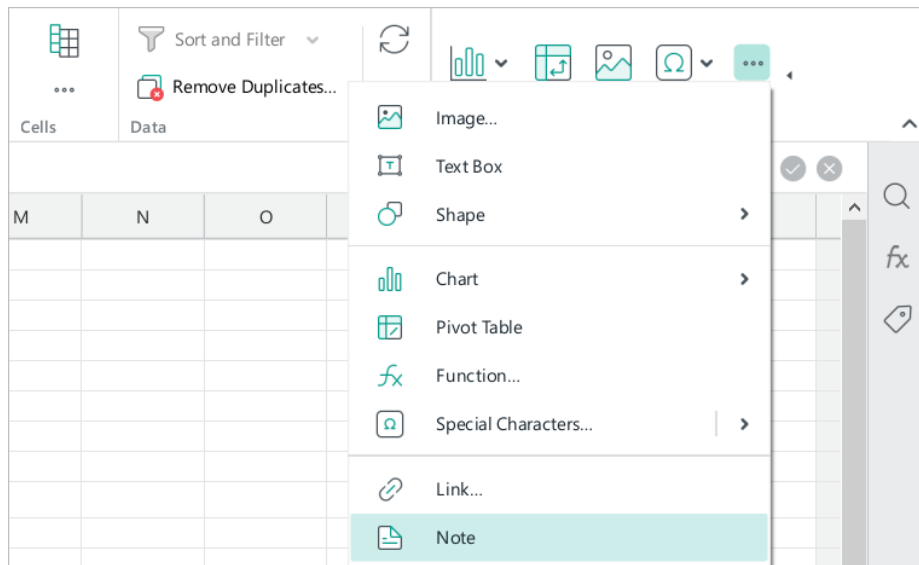 Sort and Filter
Remove Duplicates...
Cells
Data
Image...
Text Box
M
N
O
Shape
fx
Chart
Pivot Table
Function...
Special Characters...
Link...
Note